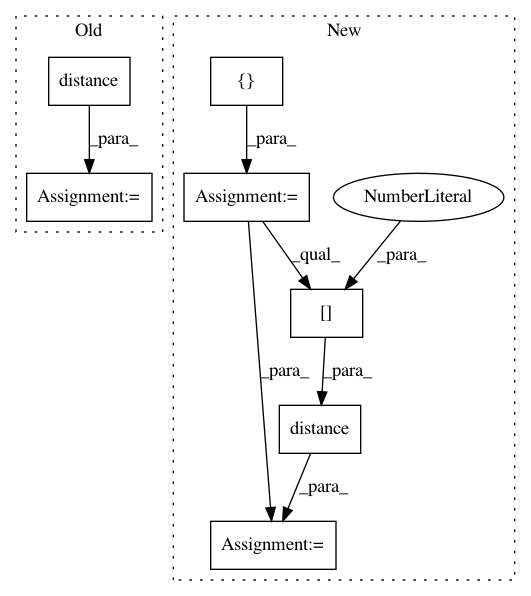 Old
New
distance
{}
_para_
_para_
Assignment:=
Assignment:=
NumberLiteral
_qual_
_para_
[]
_para_
_para_
distance
_para_
Assignment:=